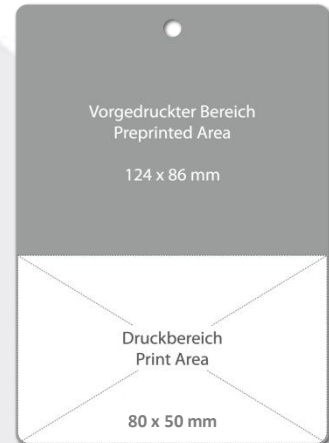 Vorgedruckter Bereich
Preprinted Area
124 x 86 mm
Druckbereich
Print Area
80 x 50 mm